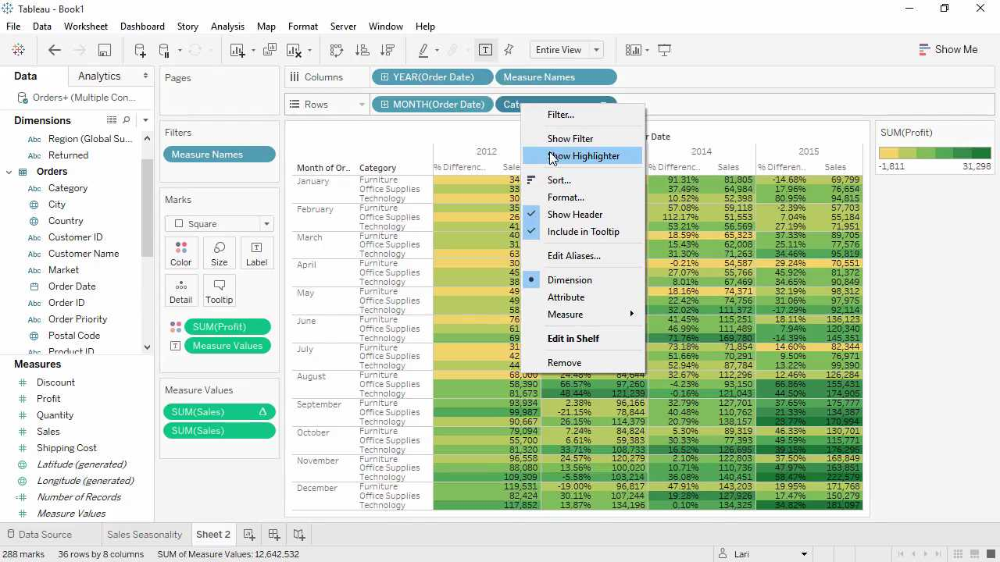 Tableau - Book1
File Data Worksheet Dashboard Story Analysis Map Format Server Window Help
Entire View
Show Me
Data Analytics
Orders+ (Multiple Con...
Dimensions
Region (Global Su...
Returned
Orders
Category
City
Country
Customer ID
Customer Name
Market
Order Date
Order ID
Order Priority
Postal Code
Product ID
Measures
Discount
Profit
Quantity
Sales
Shipping Cost
Latitude (generated)
Longitude (generated)
Number of Records
Measure Values
Pages
Filters
Measure Names
Marks
Square
Color Size Label
Detail Tooltip
SUM(Profit)
Measure Values
Measure Values
SUM(Sales)
SUM(Sales)
Columns YEAR(Order Date) Measure Names
Rows MONTH(Order Date)
Filter...
Show Filter
Show Highlighter
Sort...
Format...
Show Header
Include in Tooltip
Edit Aliases...
Dimension
Attribute
Measure
Edit in Shelf
Remove
Date
2012 2014 2015
Month of Or.. Category % Differenc.. % Differenc.. Sales % Differenc.. Sales
January Furniture 34 91.31% 81,805 -14.68% 69,799
Office Supplies 33 37.49% 64,984 17.96% 76,654
Technology 30 10.52% 52,398 80.95% 94,815
February Furniture 35 57.08% 59,118 -2.39% 57,703
Office Supplies 26 112.17% 51,553 7.04% 55,184
Technology 41 53.21% 56,569 27.19% 71,951
March Furniture 40 18.59% 65,323 37.33% 89,705
Office Supplies 31 15.43% 62,008 25.11% 77,576
Technology 63 31.30% 71,263 34.46% 95,819
April Furniture 30 -0.21% 54,587 29.24% 70,551
Office Supplies 49 27.07% 55,766 45.92% 81,372
Technology 38 8.01% 67,469 34.65% 90,849
May Furniture 49 18.16% 74,371 32.19% 98,312
Office Supplies 49 22.42% 74,756 31.06% 97,975
Technology 58 32.02% 111,372 -17.29% 92,114
June Furniture 76 41.45% 115,251 18.11% 136,123
Office Supplies 60 46.99% 111,489 7.94% 120,340
Technology 69 71.76% 169,780 -14.39% 145,351
July Furniture 31 73.18% 71,854 14.60% 82,344
Office Supplies 42 51.66% 70,291 9.50% 76,971
Technology 44 52.94% 87,784 13.22% 99,390
August Furniture 68,000 24.48% 84,644 32.67% 112,296 12.46% 126,284
Office Supplies 58,390 66.57% 97,260 -4.23% 93,150 66.86% 155,431
Technology 81,673 48.44% 121,239 -0.16% 121,043 44.50% 174,905
September Furniture 93,934 2.38% 96,166 32.79% 127,701 37.65% 175,777
Office Supplies 99,987 -21.15% 78,844 40.48% 110,762 21.33% 134,387
Technology 90,667 26.15% 114,379 20.79% 138,157 23.77% 170,994
October Furniture 79,094 7.24% 84,824 5.30% 89,319 46.33% 130,701
Office Supplies 55,700 6.61% 59,383 30.33% 77,393 49.59% 115,771
Technology 81,320 33.71% 108,733 16.52% 126,695 39.15% 176,295
November Furniture 96,558 24.57% 120,279 2.10% 122,803 37.50% 168,849
Office Supplies 88,080 13.56% 100,020 10.71% 110,736 47.97% 163,851
Technology 109,309 -5.58% 103,214 36.08% 140,451 58.47% 222,579
December Furniture 119,531 -19.00% 96,817 47.91% 143,203 19.95% 171,768
Office Supplies 82,424 30.11% 107,244 19.28% 127,926 17.47% 150,279
Technology 117,852 13.87% 134,196 0.10% 134,325 34.82% 181,097
SUM(Profit)
-1,811 31,298
Data Source Sales Seasonality Sheet 2
288 marks 36 rows by 8 columns SUM of Measure Values: 12,642,532 Lari